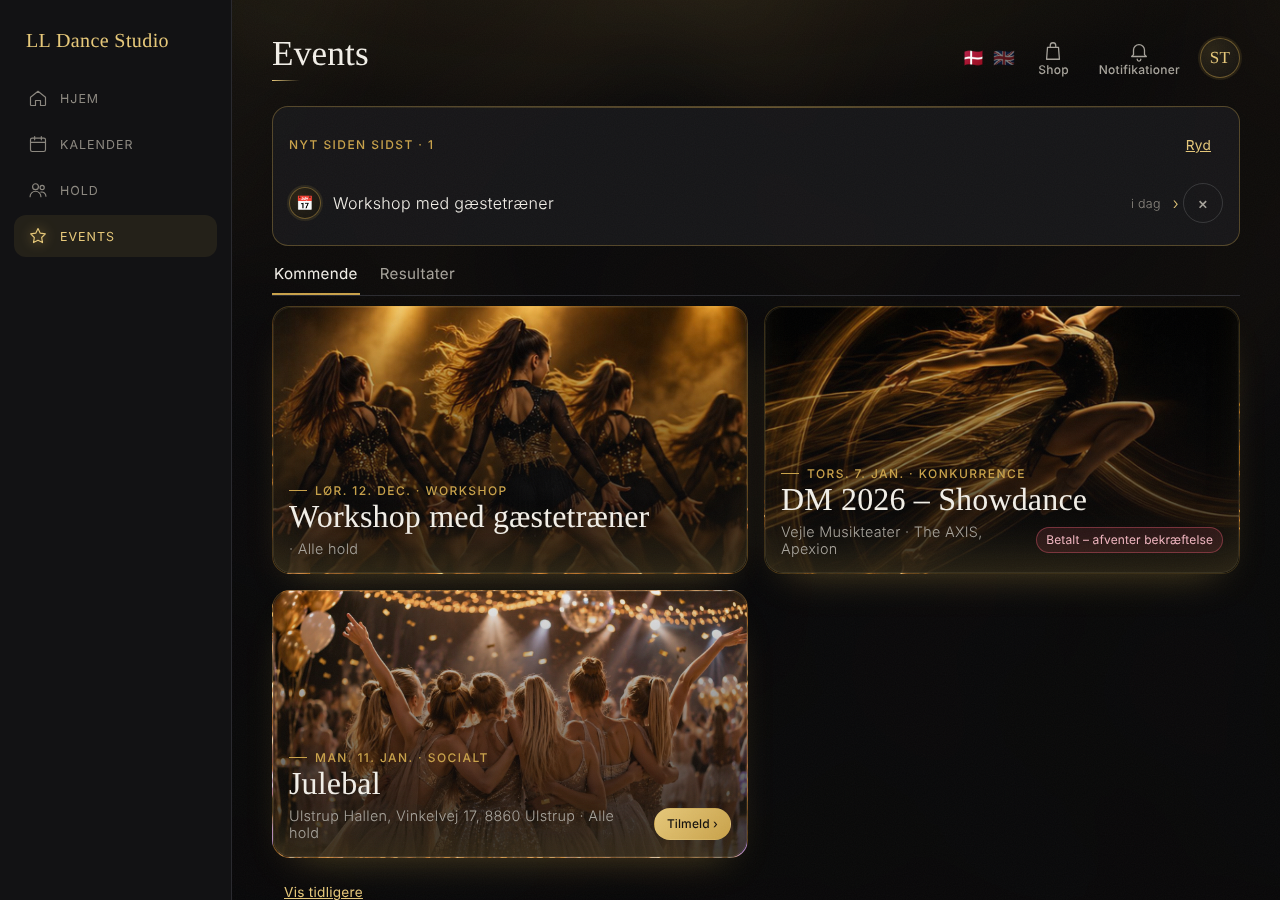 LL Dance Studio
HJEM
KALENDER
HOLD
EVENTS
Events
Shop
Notifikationer
ST
NYT SIDEN SIDST · 1
Ryd
Workshop med gæstetræner
i dag
Kommende
Resultater
LØR. 12. DEC. · WORKSHOP
Workshop med gæstetræner
· Alle hold
TORS. 7. JAN. · KONKURRENCE
DM 2026 – Showdance
Vejle Musikteater · The AXIS,
Apexion
Betalt – afventer bekræftelse
MAN. 11. JAN. · SOCIALT
Julebal
Ulstrup Hallen, Vinkelvej 17, 8860 Ulstrup · Alle
hold
Tilmeld ›
Vis tidligere